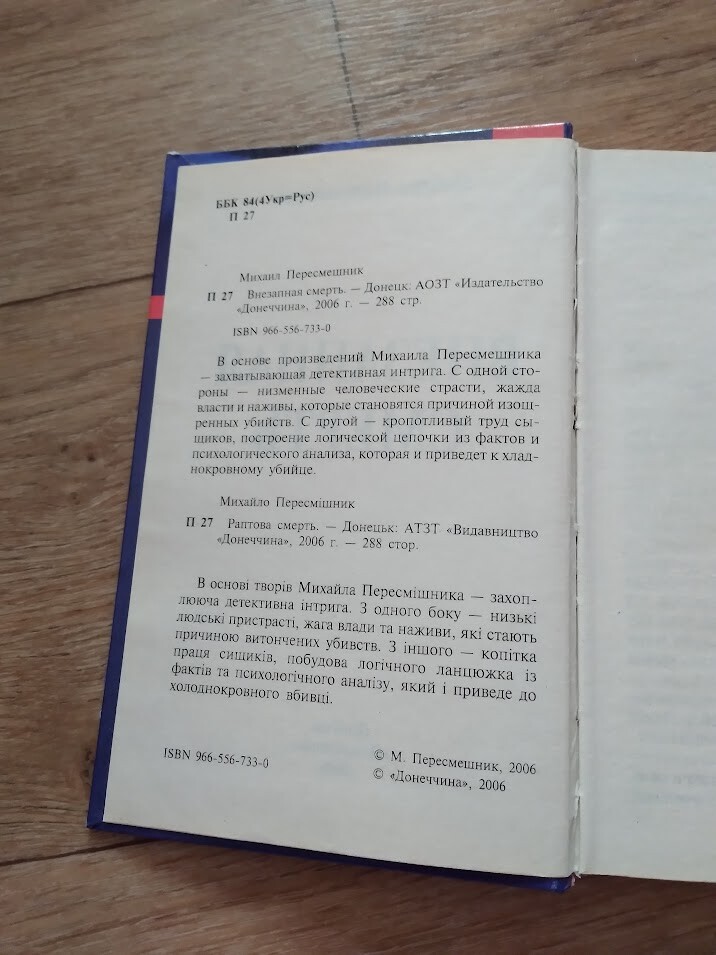 ББК 84(4Укр=Рус)
П 27
Михаил Пересмешник
П 27 Внезапная смерть. — Донецк: АОЗТ «Издательство
«Донеччина», 2006 г. — 288 стр.
ISBN 966-556-733-0
В основе произведений Михаила Пересмешника
— захватывающая детективная интрига. С одной сто-
роны — низменные человеческие страсти, жажда
власти и наживы, которые становятся причиной изощ-
ренных убийств. С другой — кропотливый труд сы-
щиков, построение логической цепочки из фактов и
психологического анализа, которая и приведет к хлад-
нокровному убийце.
Михайло Пересмішник
П 27 Раптова смерть. — Донецьк: АТЗТ «Видавництво
«Донеччина», 2006 г. — 288 стор.
В основі творів Михайла Пересмішника — захоп-
лююча детективна інтрига. З одного боку — низькі
людські пристрасті, жага влади та наживи, які стають
причиною витончених убивств. З іншого — копітка
праця сищиків, побудова логічного ланцюжка із
фактів та психологічного аналізу, який і приведе до
холоднокровного вбивці.
ISBN 966-556-733-0
© М. Пересмешник, 2006
© «Донеччина», 2006